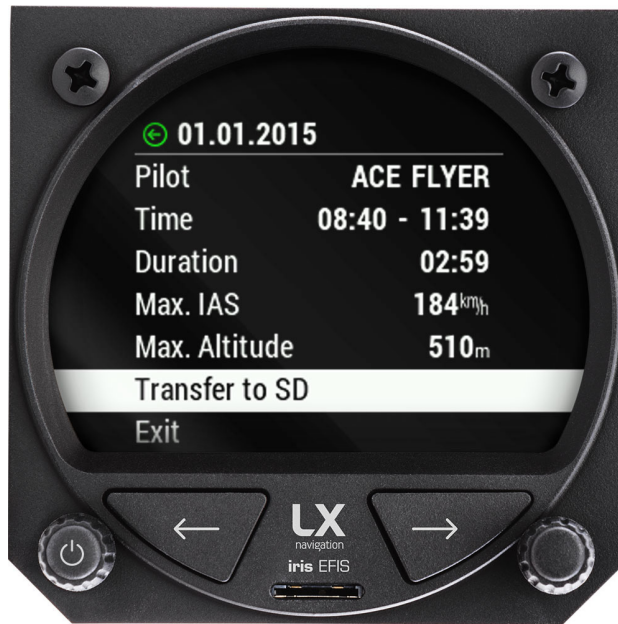 01.01.2015
Pilot ACE FLYER
Time 08:40 - 11:39
Duration 02:59
Max. IAS 184km/h
Max. Altitude 510m
Transfer to SD
Exit
LX
navigation
iris EFIS